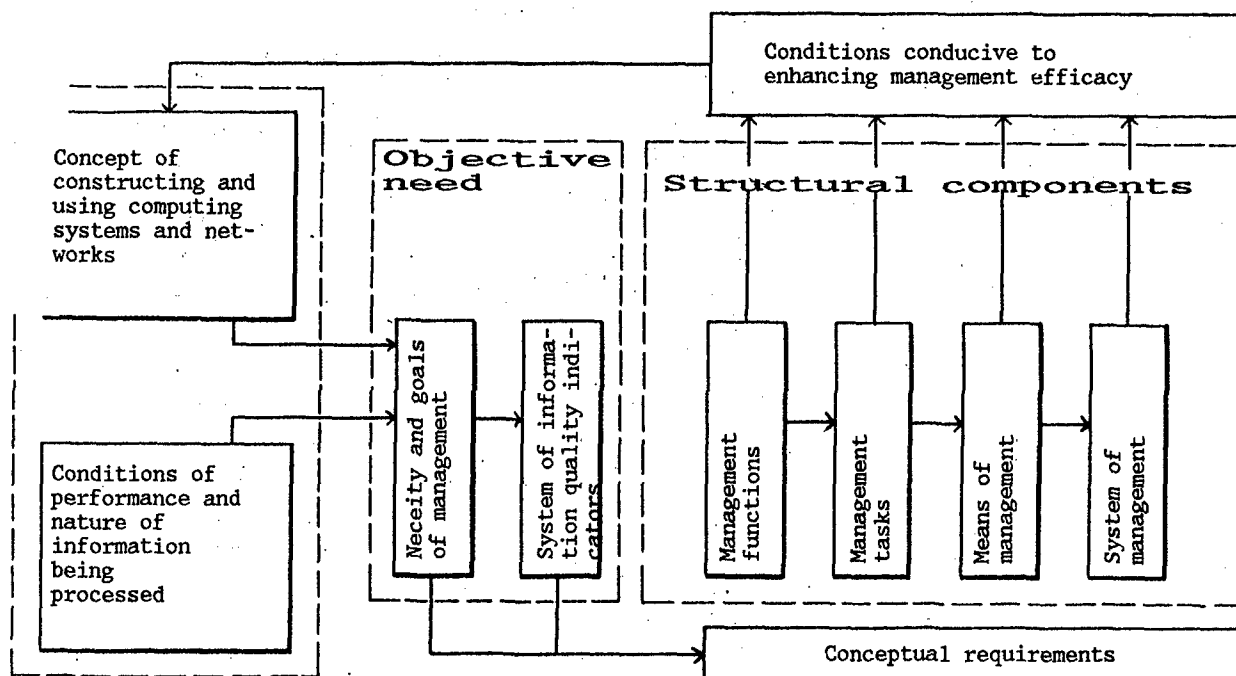 Conditions conducive to
enhancing management efficacy
Concept of
constructing and
using computing
systems and net-
works
Objective
need
Structural components
Neceity and goals
of management
System of informa-
tion quality indi-
cators
Management
functions
Management
tasks
Means of
management
System of
management
Conditions of
performance and
nature of
information
being
processed
Conceptual requirements